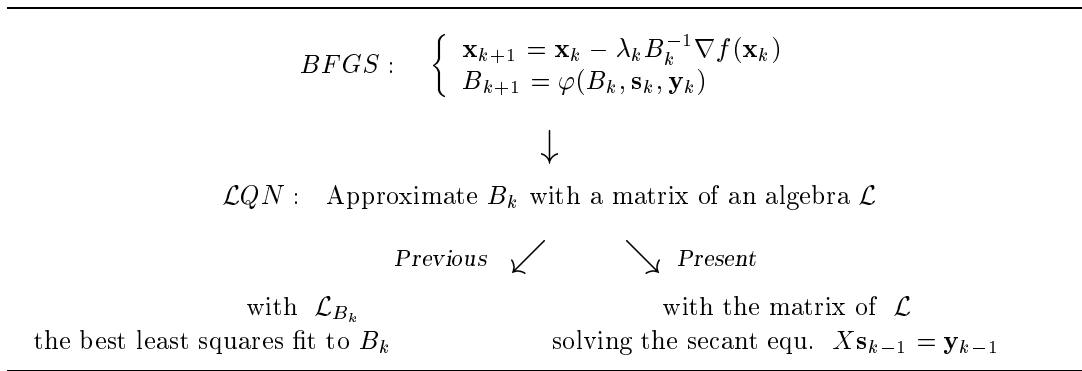 BFGS : { x_{k+1} = x_k − λ_k B_k^{-1} ∇f(x_k)
B_{k+1} = φ(B_k, s_k, y_k)
↓
ℒQN : Approximate B_k with a matrix of an algebra ℒ
Previous ↙ ↘ Present
with ℒ_{B_k} with the matrix of ℒ
the best least squares fit to B_k solving the secant equ. Xs_{k−1} = y_{k−1}